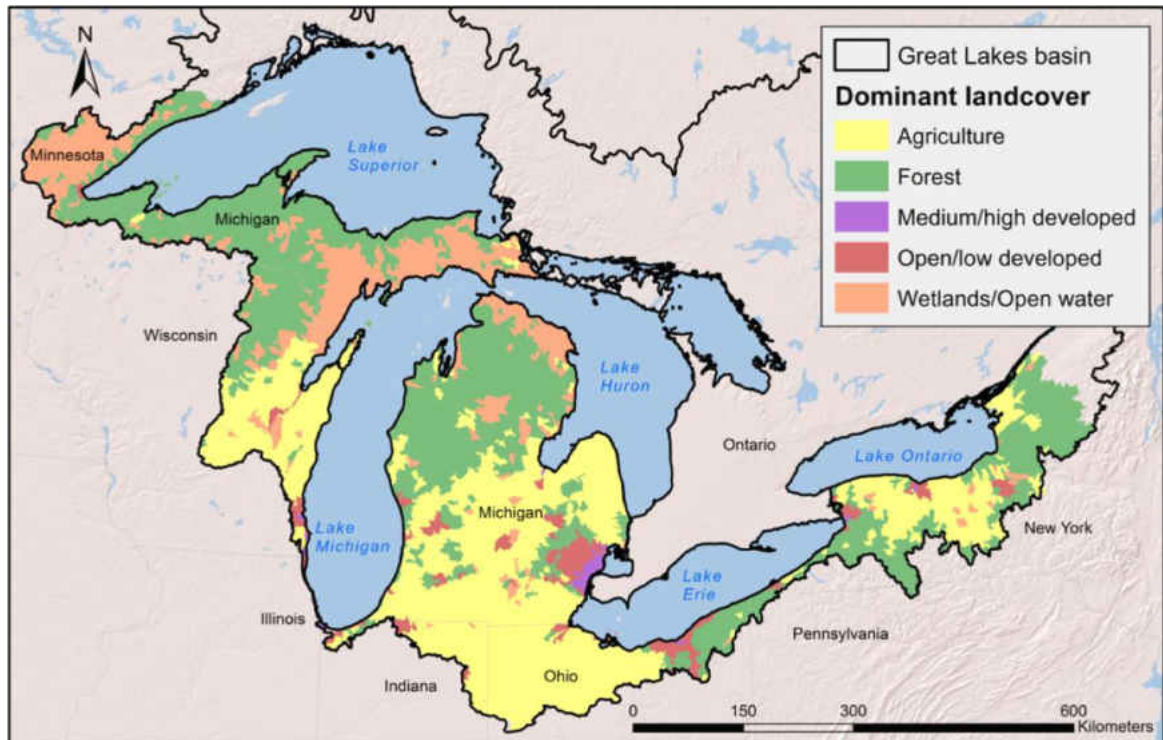 N
Great Lakes basin
Dominant landcover
Agriculture
Forest
Medium/high developed
Open/low developed
Wetlands/Open water
Minnesota
Lake
Superior
Michigan
Wisconsin
Lake
Huron
Ontario
Lake Ontario
Michigan
New York
Lake
Michigan
Lake
Erie
Illinois
Pennsylvania
Indiana
Ohio
0 150 300 600
Kilometers